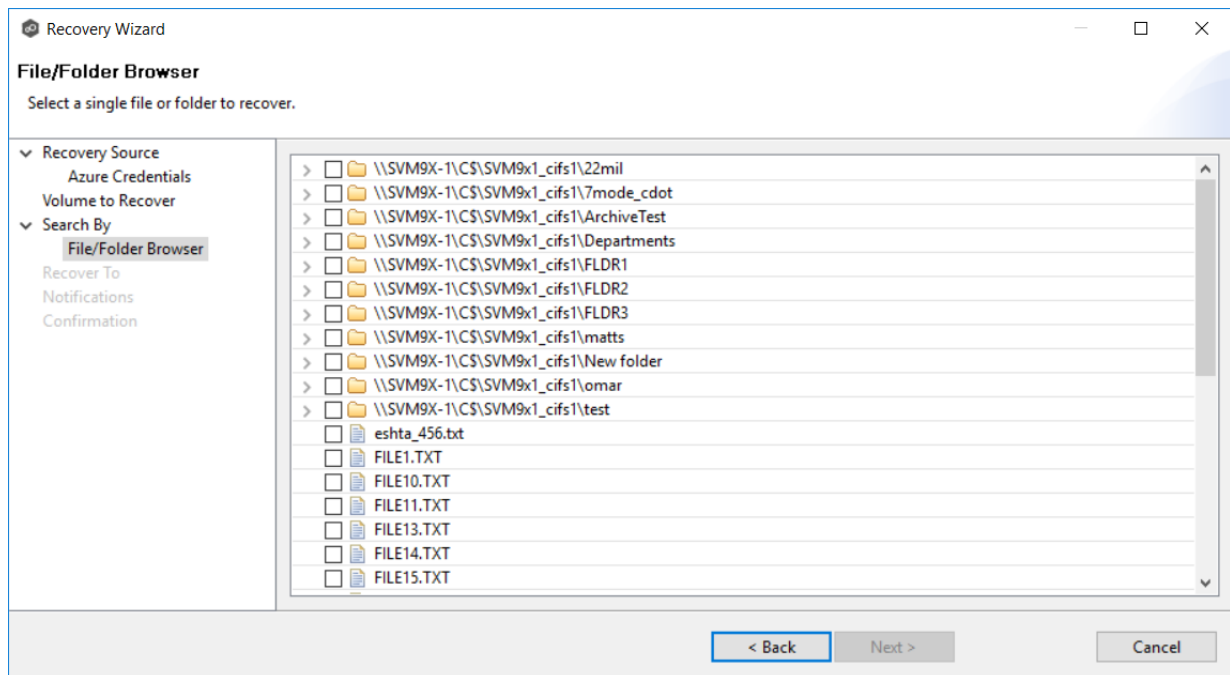 Recovery Wizard
File/Folder Browser
Select a single file or folder to recover.
Recovery Source
Azure Credentials
Volume to Recover
Search By
File/Folder Browser
Recover To
Notifications
Confirmation
\\SVM9X-1\C$\SVM9x1_cifs1\22mil
\\SVM9X-1\C$\SVM9x1_cifs1\7mode_cdot
\\SVM9X-1\C$\SVM9x1_cifs1\ArchiveTest
\\SVM9X-1\C$\SVM9x1_cifs1\Departments
\\SVM9X-1\C$\SVM9x1_cifs1\FLDR1
\\SVM9X-1\C$\SVM9x1_cifs1\FLDR2
\\SVM9X-1\C$\SVM9x1_cifs1\FLDR3
\\SVM9X-1\C$\SVM9x1_cifs1\matts
\\SVM9X-1\C$\SVM9x1_cifs1\New folder
\\SVM9X-1\C$\SVM9x1_cifs1\omar
\\SVM9X-1\C$\SVM9x1_cifs1\test
eshta_456.txt
FILE1.TXT
FILE10.TXT
FILE11.TXT
FILE13.TXT
FILE14.TXT
FILE15.TXT
< Back
Next >
Cancel